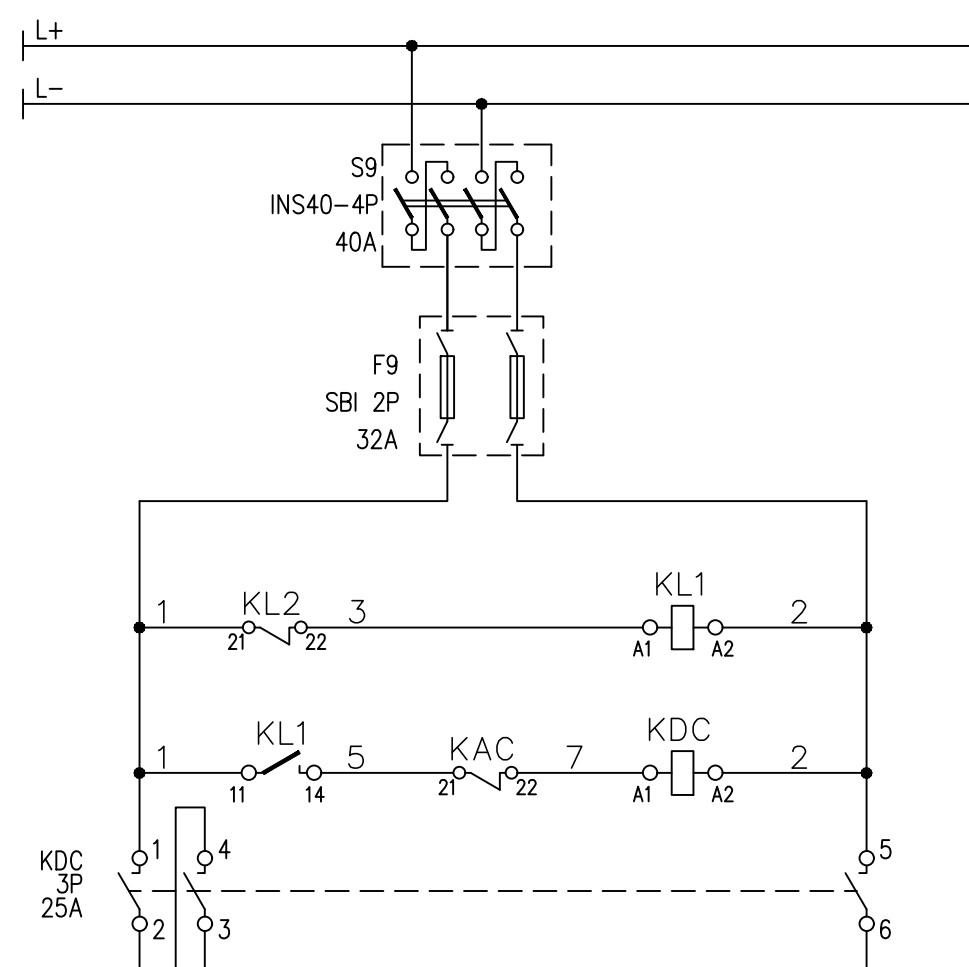 L+
L-
S9
INS40-4P
40A
F9
SBI 2P
32A
1
KL2
21
22
3
KL1
A1
A2
2
1
KL1
11
14
5
KAC
21
22
7
KDC
A1
A2
2
KDC
3P
25A
1
4
5
2
3
6